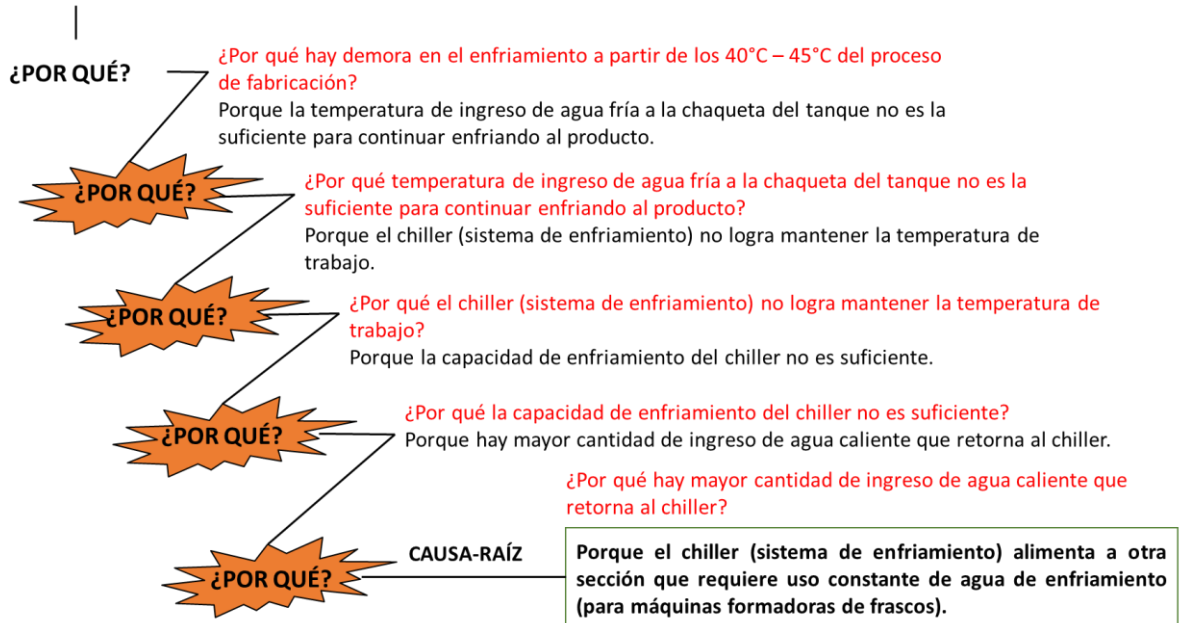 ¿POR QUÉ?
¿Por qué hay demora en el enfriamiento a partir de los 40°C – 45°C del proceso
de fabricación?
Porque la temperatura de ingreso de agua fría a la chaqueta del tanque no es la
suficiente para continuar enfriando al producto.
¿POR QUÉ?
¿Por qué temperatura de ingreso de agua fría a la chaqueta del tanque no es la
suficiente para continuar enfriando al producto?
Porque el chiller (sistema de enfriamiento) no logra mantener la temperatura de
trabajo.
¿POR QUÉ?
¿Por qué el chiller (sistema de enfriamiento) no logra mantener la temperatura de
trabajo?
Porque la capacidad de enfriamiento del chiller no es suficiente.
¿POR QUÉ?
¿Por qué la capacidad de enfriamiento del chiller no es suficiente?
Porque hay mayor cantidad de ingreso de agua caliente que retorna al chiller.
¿POR QUÉ?
¿Por qué hay mayor cantidad de ingreso de agua caliente que
retorna al chiller?
CAUSA-RAÍZ
Porque el chiller (sistema de enfriamiento) alimenta a otra
sección que requiere uso constante de agua de enfriamiento
(para máquinas formadoras de frascos).